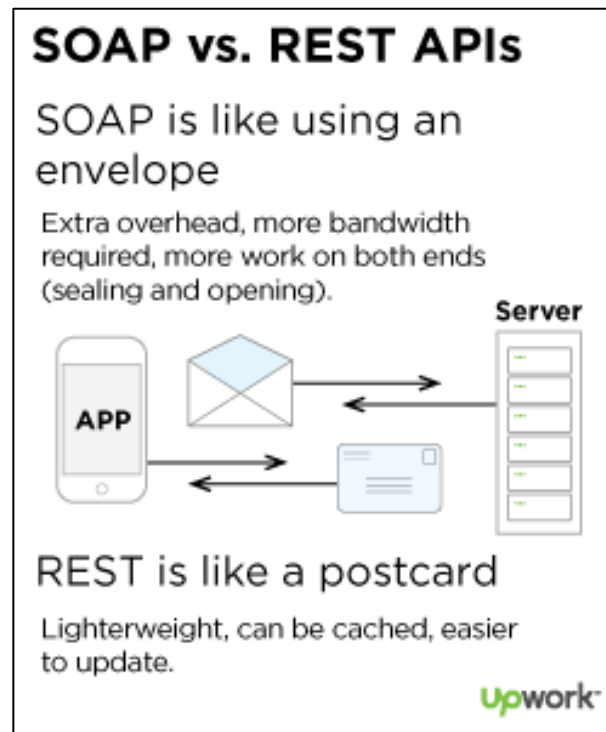 SOAP vs. REST APIs
SOAP is like using an
envelope
Extra overhead, more bandwidth
required, more work on both ends
(sealing and opening).
Server
APP
REST is like a postcard
Lighterweight, can be cached, easier
to update.
Upwork